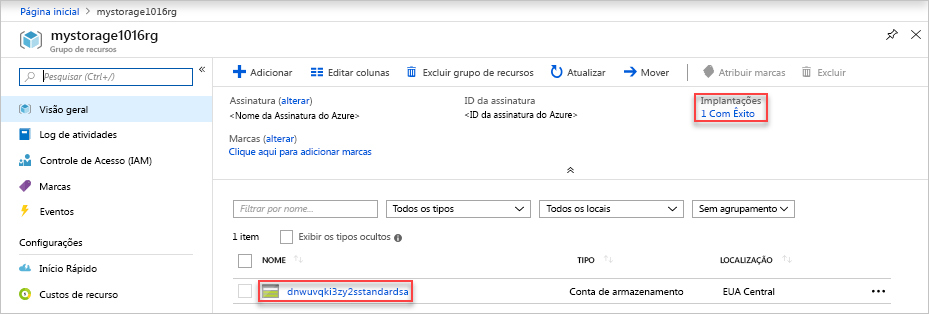 Página inicial > mystorage1016rg
mystorage1016rg
Grupo de recursos
Pesquisar (Ctrl+/)
Visão geral
Log de atividades
Controle de Acesso (IAM)
Marcas
Eventos
Configurações
Início Rápido
Custos de recurso
Adicionar Editar colunas Excluir grupo de recursos Atualizar Mover Atribuir marcas Excluir
Assinatura (alterar) ID da assinatura Implantações
<Nome da Assinatura do Azure> <ID da assinatura do Azure> 1 Com Êxito
Marcas (alterar)
Clique aqui para adicionar marcas
Filtrar por nome... Todos os tipos Todos os locais Sem agrupamento
1 item Exibir os tipos ocultos
NOME TIPO LOCALIZAÇÃO
dnwuvqki3zy2sstandardsa Conta de armazenamento EUA Central